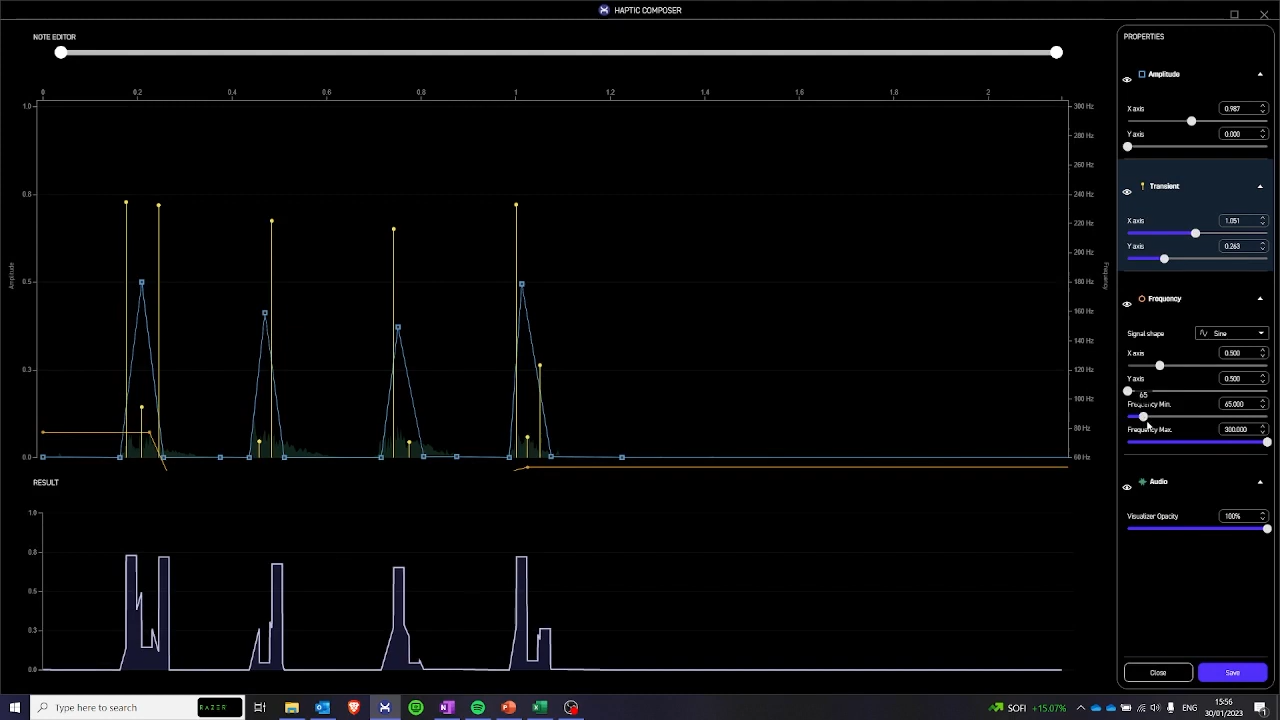 HAPTIC COMPOSER
NOTE EDITOR
0 0.2 0.4 0.6 0.8 1 1.2 1.4 1.6 1.8 2
1.0 300 Hz
280 Hz
260 Hz
0.8 240 Hz
220 Hz
200 Hz
Amplitude 0.5 180 Hz Frequency
160 Hz
140 Hz
0.3 120 Hz
100 Hz
80 Hz
0.0 60 Hz
RESULT
1.0
0.8
0.5
0.3
0.0
PROPERTIES
Amplitude
X axis 0.987
Y axis 0.000
Transient
X axis 1.051
Y axis 0.263
Frequency
Signal shape Sine
X axis 0.500
Y axis 0.500
65
Frequency Min. 65.000
Frequency Max. 300.000
Audio
Visualizer Opacity 100%
Close Save
Type here to search RAZER
SOFI +15.07% ENG 15:56
30/01/2023 1